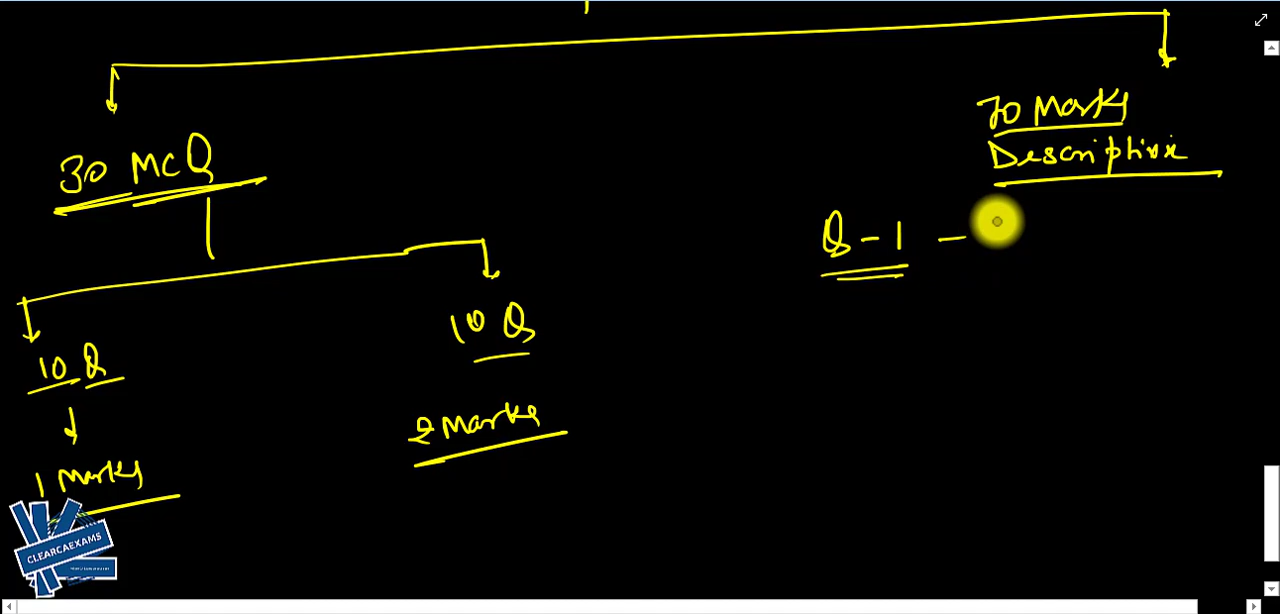 70 Marks
Descriptive
30 MCQ
Q - 1 -
10 Q
10 Q
2 Marks
1 Marks
CLEARCAEXAMS